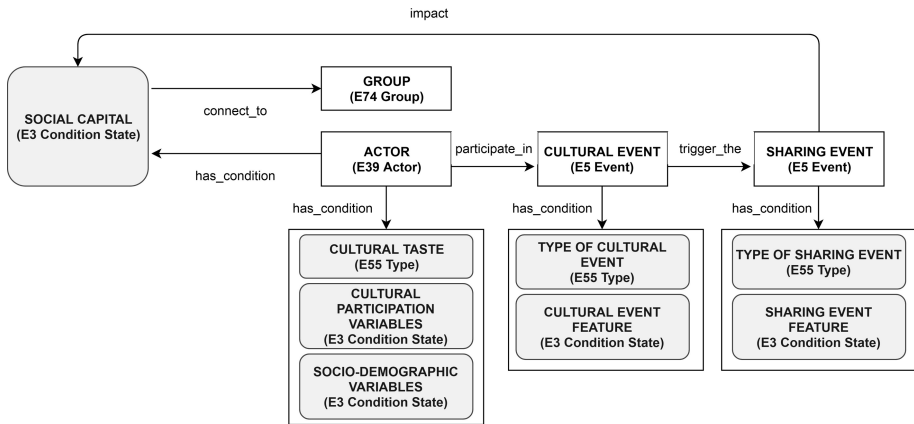 impact
GROUP
(E74 Group)
SOCIAL CAPITAL
(E3 Condition State)
connect_to
ACTOR
(E39 Actor)
participate_in
CULTURAL EVENT
(E5 Event)
trigger_the
SHARING EVENT
(E5 Event)
has_condition
has_condition
has_condition
has_condition
CULTURAL TASTE
(E55 Type)
CULTURAL
PARTICIPATION
VARIABLES
(E3 Condition State)
SOCIO-DEMOGRAPHIC
VARIABLES
(E3 Condition State)
TYPE OF CULTURAL
EVENT
(E55 Type)
CULTURAL EVENT
FEATURE
(E3 Condition State)
TYPE OF SHARING EVENT
(E55 Type)
SHARING EVENT
FEATURE
(E3 Condition State)